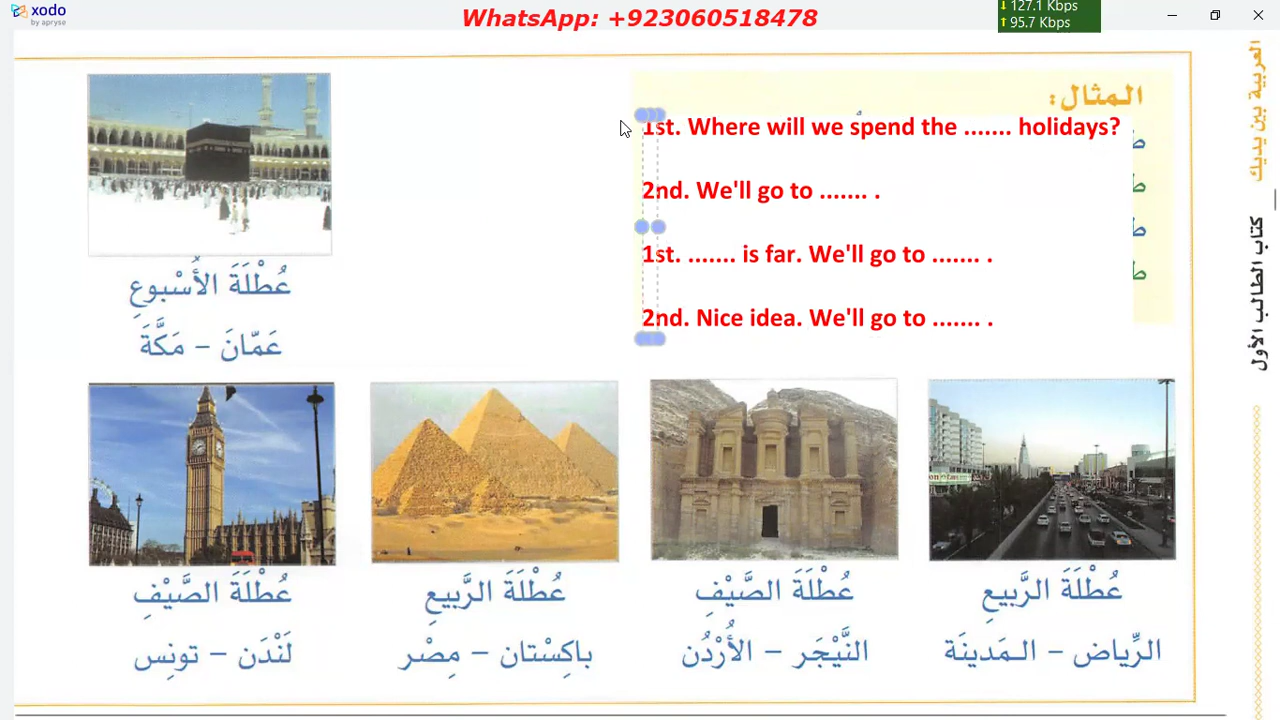 xodo
by apryse
WhatsApp: +923060518478
↓ 127.1 Kbps
↑ 95.7 Kbps
العربية بين يديك
كتاب الطالب الأول
المثال:
1st. Where will we spend the ....... holidays?
ط
2nd. We'll go to ....... .
ط
ط
1st. ....... is far. We'll go to ....... .
ط
2nd. Nice idea. We'll go to ....... .
عُطْلَةَ الأُسْبوعِ
عَمّانَ – مَكَّةَ
عُطْلَةَ الرَّبيعِ
الرِّياض – الـمَدينَة
عُطْلَةَ الصَّيْفِ
النَّيْجَر – الأُرْدُن
عُطْلَةَ الرَّبيعِ
باكِسْتان – مِصْر
عُطْلَةَ الصَّيْفِ
لَنْدَن – تونِس